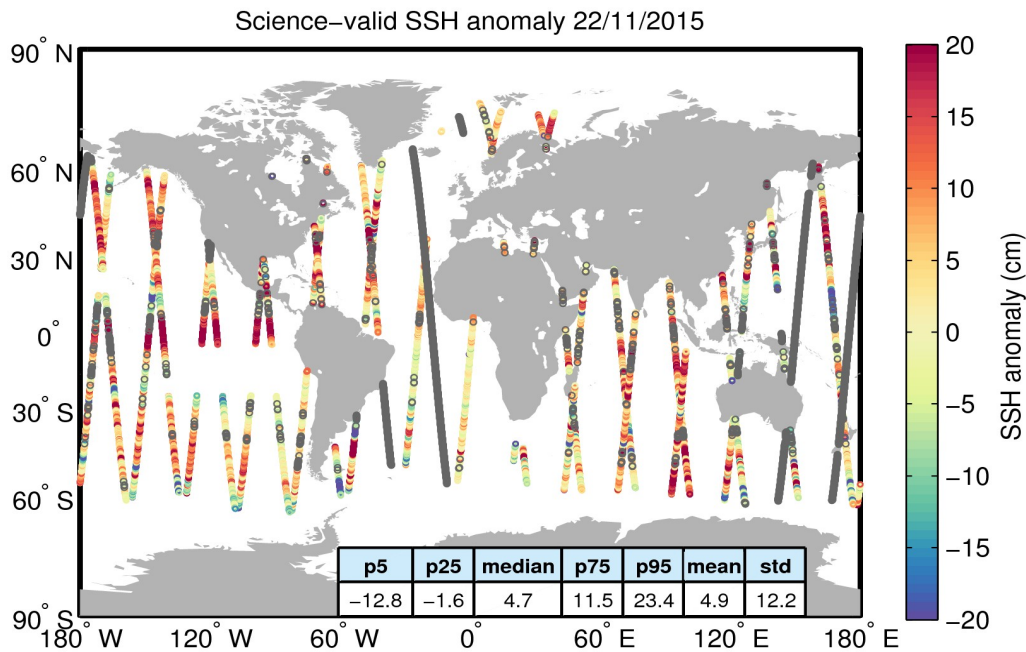 Science−valid SSH anomaly 22/11/2015
90° N
60° N
30° N
0°
30° S
60° S
90° S
180° W
120° W
60° W
0°
60° E
120° E
180° E
p5 p25 median p75 p95 mean std
−12.8 −1.6 4.7 11.5 23.4 4.9 12.2
20
15
10
5
0
−5
−10
−15
−20
SSH anomaly (cm)